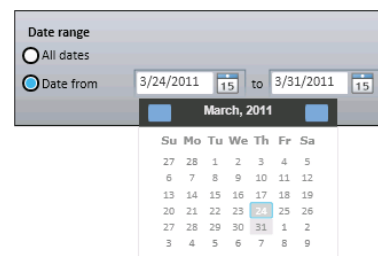 Date range
All dates
Date from 3/24/2011 15 to 3/31/2011 15
March, 2011
Su Mo Tu We Th Fr Sa
27 28 1 2 3 4 5
6 7 8 9 10 11 12
13 14 15 16 17 18 19
20 21 22 23 24 25 26
27 28 29 30 31 1 2
3 4 5 6 7 8 9